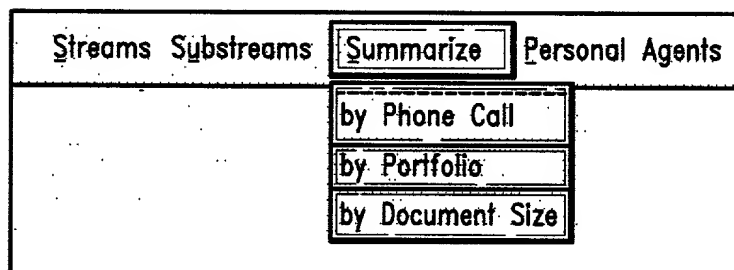 Streams Substreams Summarize Personal Agents
by Phone Call
by Portfolio
by Document Size